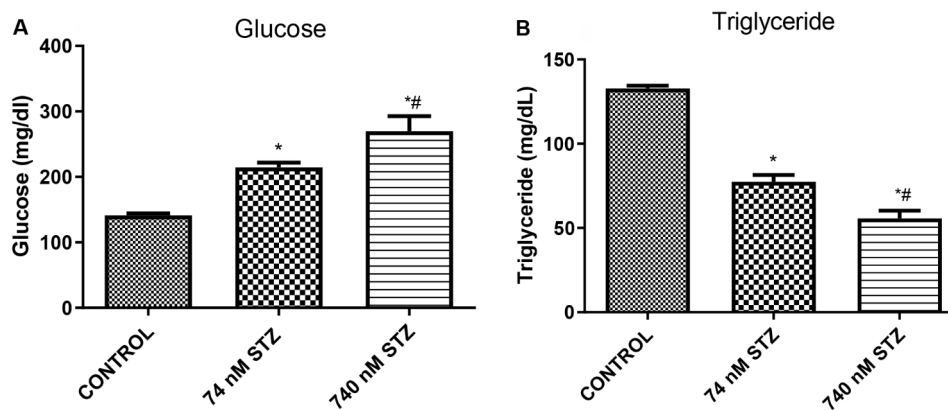 A
Glucose
Glucose (mg/dl)
400
300
200
100
0
*
*#
CONTROL
74 nM STZ
740 nM STZ
B
Triglyceride
Triglyceride (mg/dL)
150
100
50
0
*
*#
CONTROL
74 nM STZ
740 nM STZ